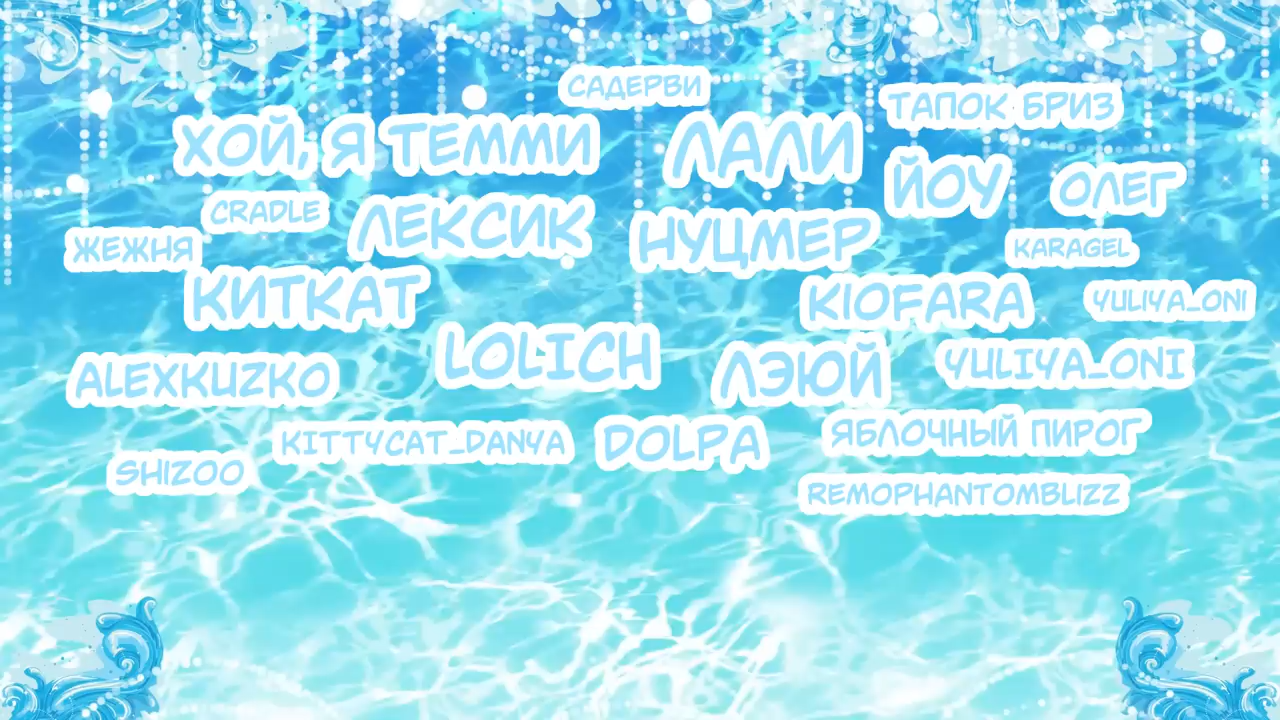 САДЕРВИ
ТАПОК БРИЗ
ХОЙ, Я ТЕММИ
ЛАЛИ
ЙОУ
ОЛЕГ
CRADLE
ЛЕКСИК
НУЦМЕР
ЖЕЖНЯ
KARAGEL
КИТКАТ
KIOFARA
YULIYA_ONI
LOLICH
ALEXKUZKO
ЛЭЮЙ
YULIYA_ONI
KITTYCAT_DANYA
DOLPA
ЯБЛОЧНЫЙ ПИРОГ
SHIZOO
REMOPHANTOMBLIZZ